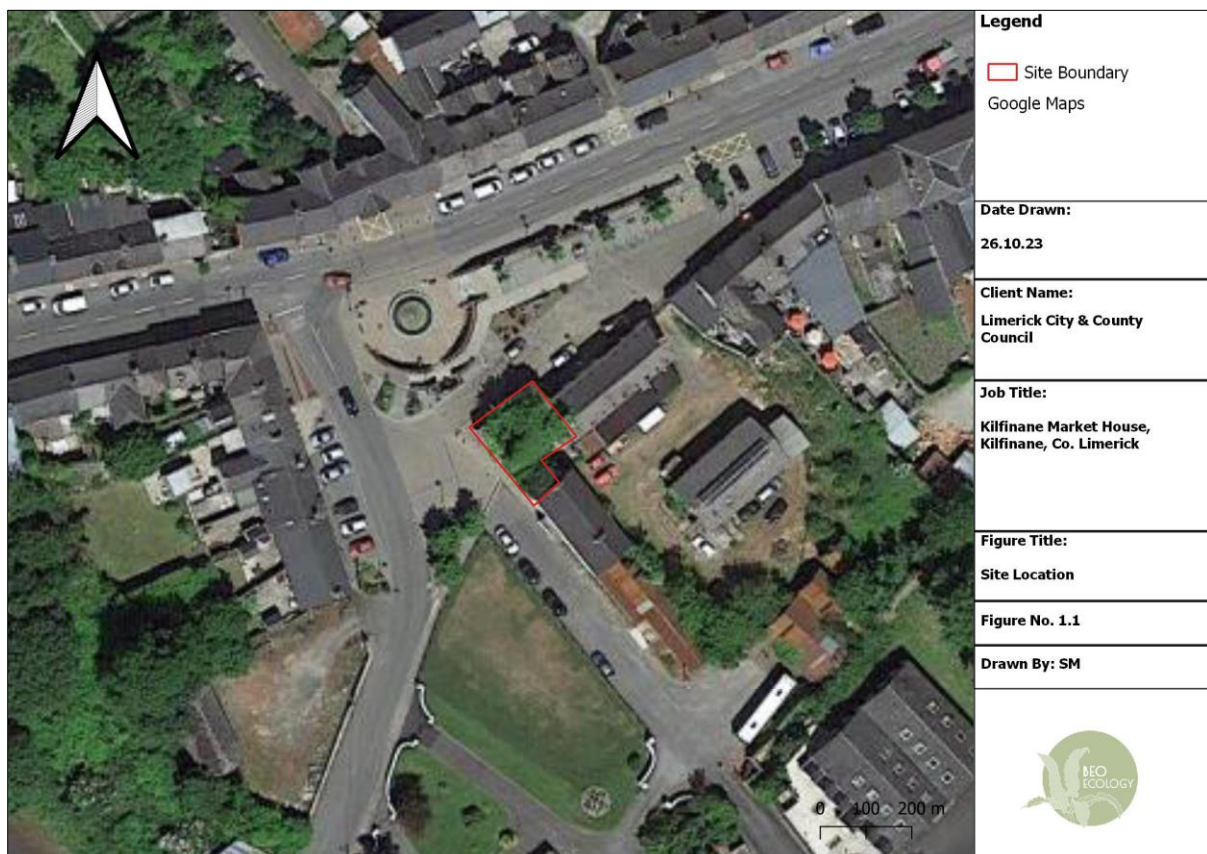 Legend
Site Boundary
Google Maps
Date Drawn:
26.10.23
Client Name:
Limerick City & County
Council
Job Title:
Kilfinane Market House,
Kilfinane, Co. Limerick
Figure Title:
Site Location
Figure No. 1.1
Drawn By: SM
BEO
ECOLOGY
0 100 200 m